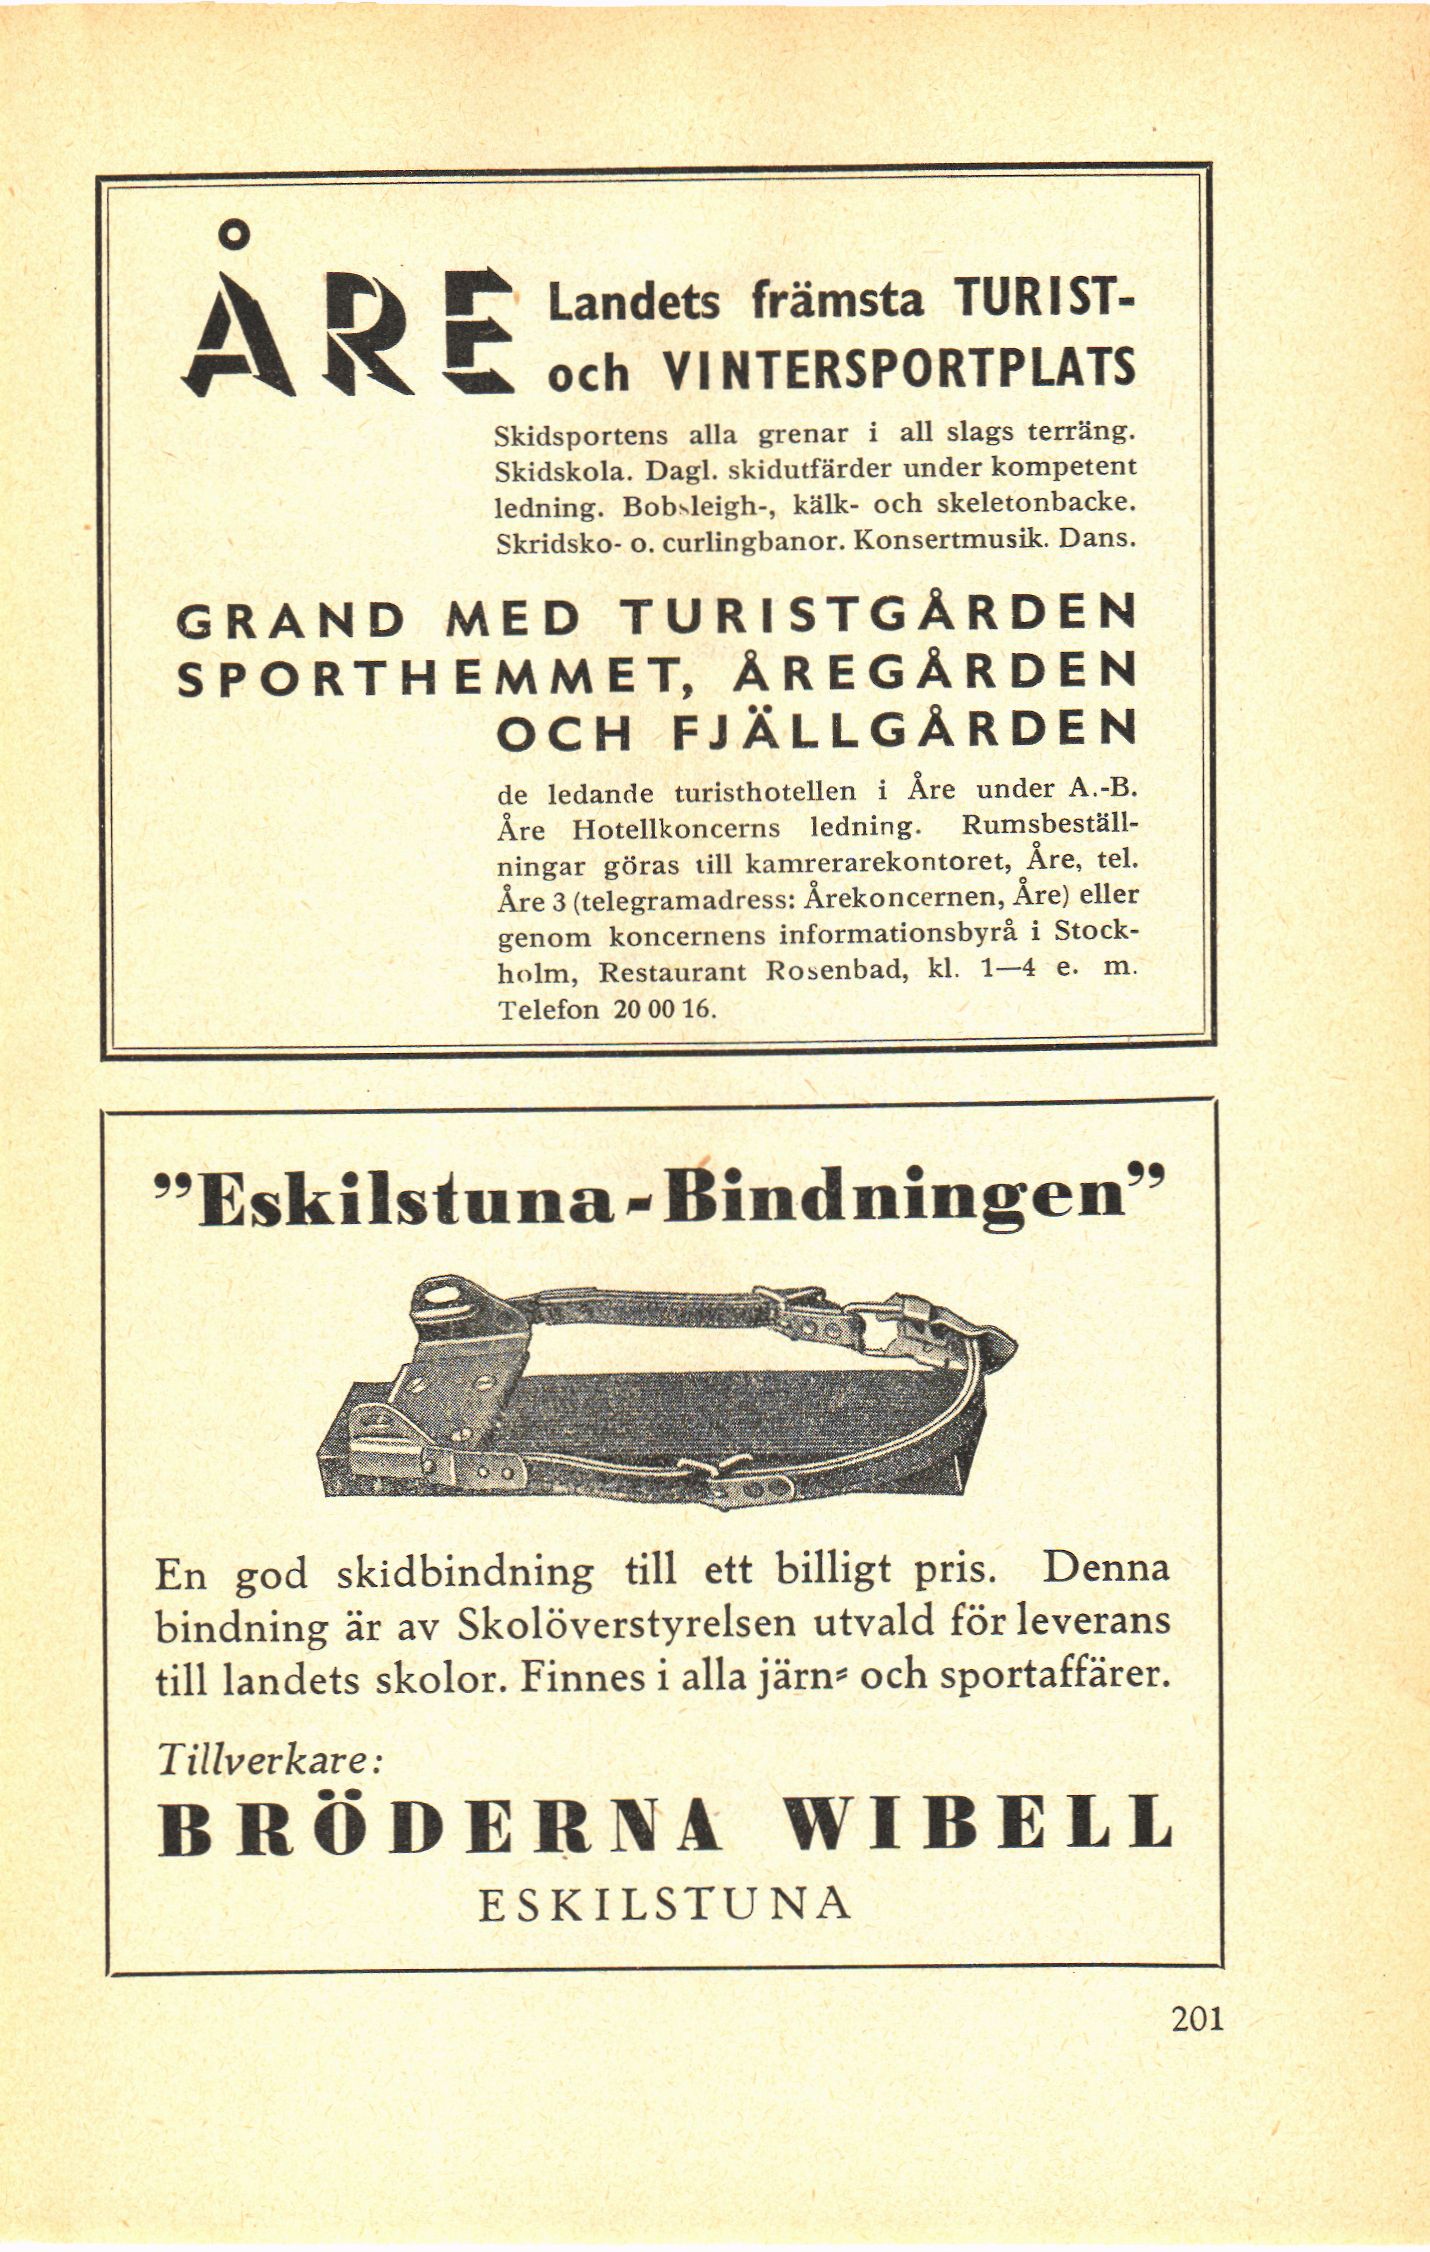 ÅRE
Landets främsta TURIST-
och VINTERSPORTPLATS
Skidsportens alla grenar i all slags terräng.
Skidskola. Dagl. skidutfärder under kompetent
ledning. Bobsleigh-, kälk- och skeletonbacke.
Skridsko- o. curlingbanor. Konsertmusik. Dans.
GRAND MED TURISTGÅRDEN
SPORTHEMMET, ÅREGÅRDEN
OCH FJÄLLGÅRDEN
de ledande turisthotellen i Åre under A.-B.
Åre Hotellkoncerns ledning. Rumsbeställ-
ningar göras till kamrerarekontoret, Åre, tel.
Åre 3 (telegramadress: Årekoncernen, Åre) eller
genom koncernens informationsbyrå i Stock-
holm, Restaurant Rosenbad, kl. 1—4 e. m.
Telefon 20 00 16.
”Eskilstuna-Bindningen”
En god skidbindning till ett billigt pris. Denna
bindning är av Skolöverstyrelsen utvald för leverans
till landets skolor. Finnes i alla järn- och sportaffärer.
Tillverkare:
BRÖDERNA WIBELL
ESKILSTUNA
201